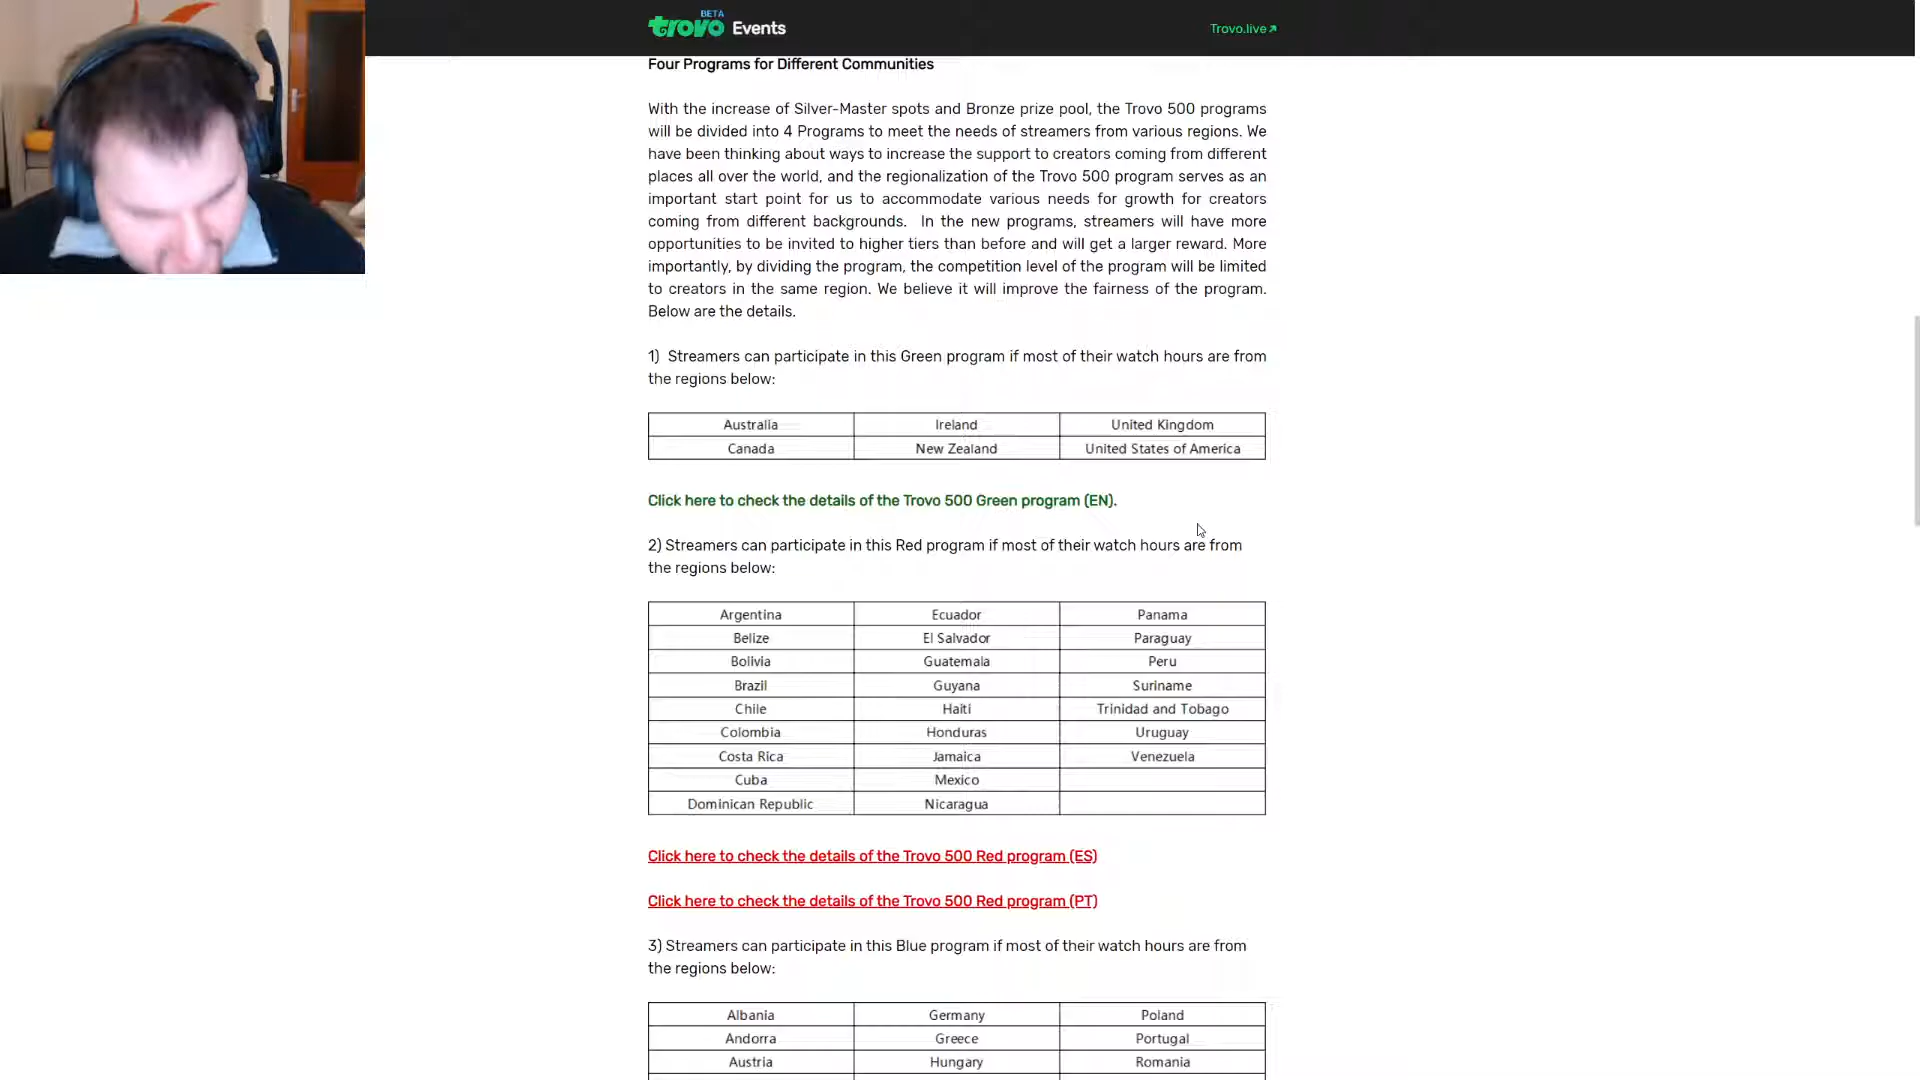 BETA
trovo Events
Trovo.live
Four Programs for Different Communities
With the increase of Silver-Master spots and Bronze prize pool, the Trovo 500 programs
will be divided into 4 Programs to meet the needs of streamers from various regions. We
have been thinking about ways to increase the support to creators coming from different
places all over the world, and the regionalization of the Trovo 500 program serves as an
important start point for us to accommodate various needs for growth for creators
coming from different backgrounds. In the new programs, streamers will have more
opportunities to be invited to higher tiers than before and will get a larger reward. More
importantly, by dividing the program, the competition level of the program will be limited
to creators in the same region. We believe it will improve the fairness of the program.
Below are the details.
1) Streamers can participate in this Green program if most of their watch hours are from
the regions below:
Australia Ireland United Kingdom
Canada New Zealand United States of America
Click here to check the details of the Trovo 500 Green program (EN).
2) Streamers can participate in this Red program if most of their watch hours are from
the regions below:
Argentina Ecuador Panama
Belize El Salvador Paraguay
Bolivia Guatemala Peru
Brazil Guyana Suriname
Chile Haiti Trinidad and Tobago
Colombia Honduras Uruguay
Costa Rica Jamaica Venezuela
Cuba Mexico
Dominican Republic Nicaragua
Click here to check the details of the Trovo 500 Red program (ES)
Click here to check the details of the Trovo 500 Red program (PT)
3) Streamers can participate in this Blue program if most of their watch hours are from
the regions below:
Albania Germany Poland
Andorra Greece Portugal
Austria Hungary Romania